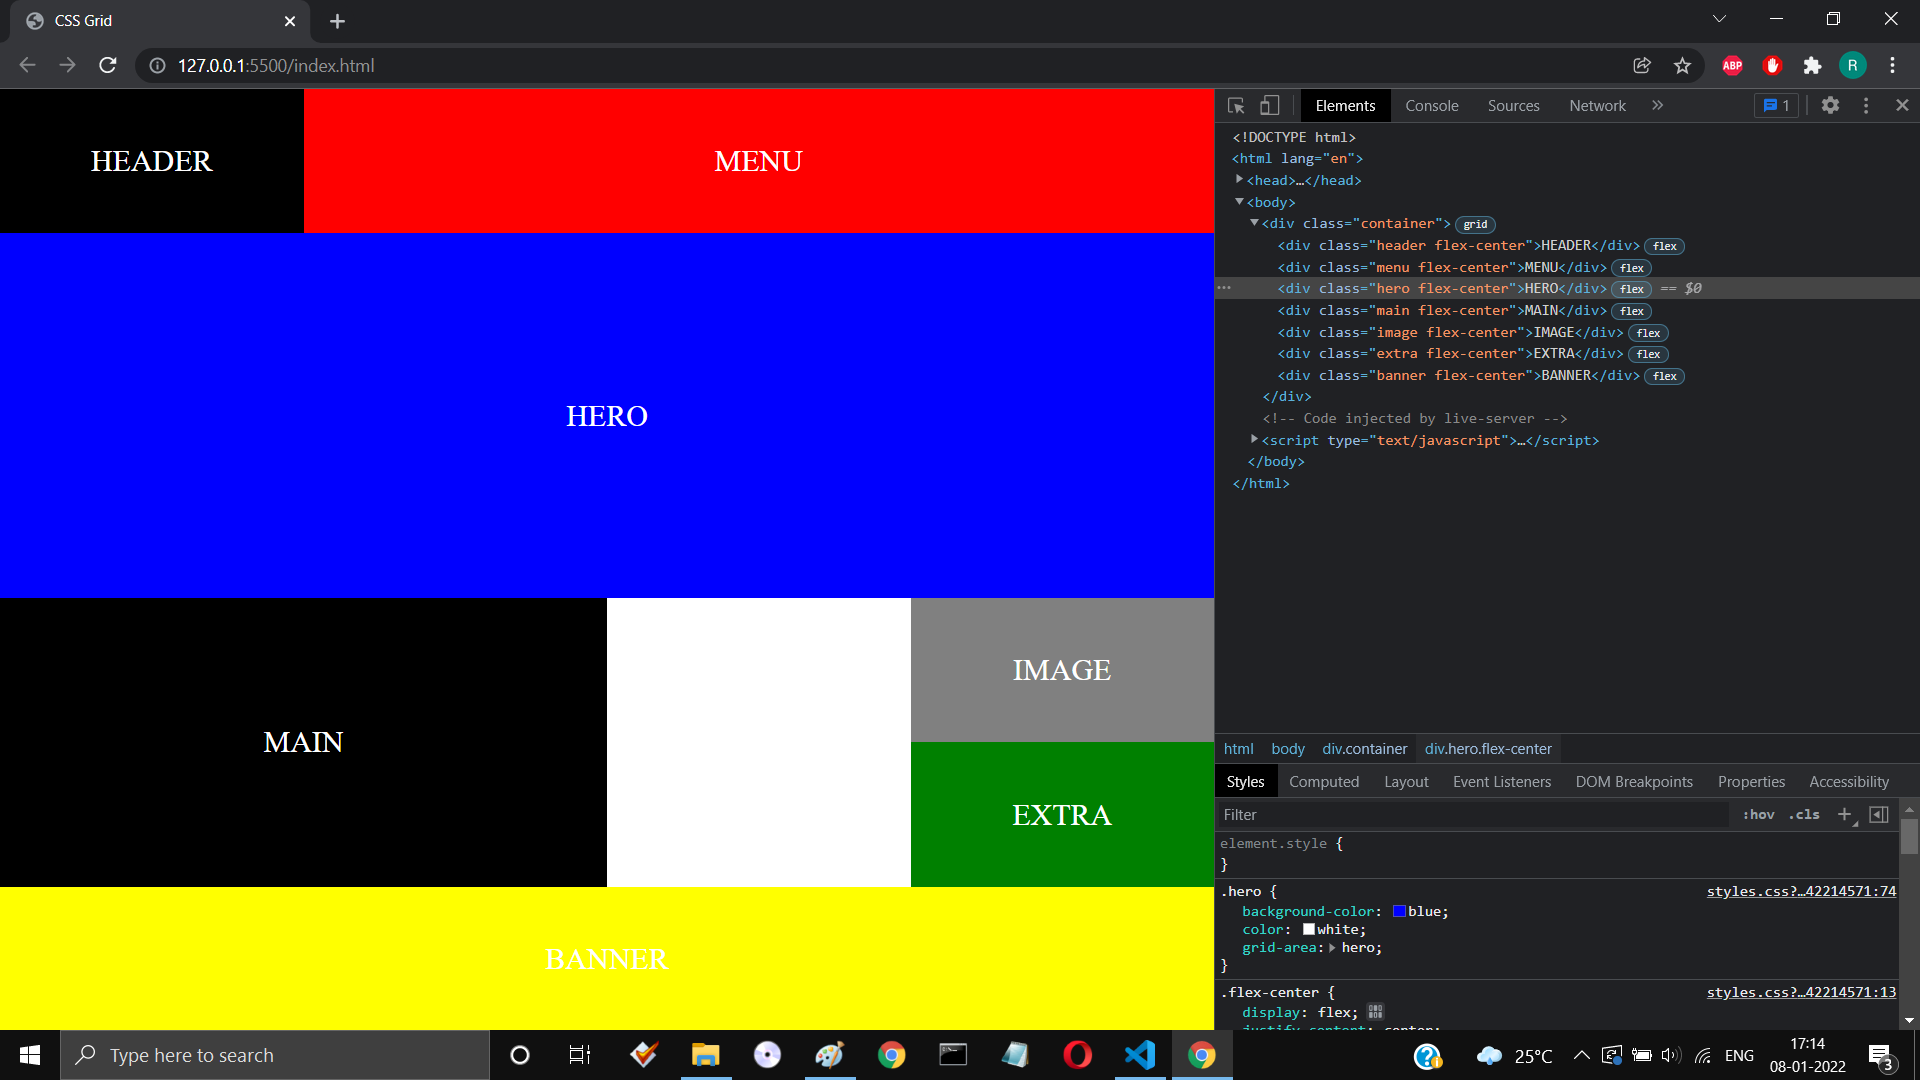 CSS Grid
127.0.0.1:5500/index.html
ABP
R
HEADER
MENU
HERO
MAIN
IMAGE
EXTRA
BANNER
Elements Console Sources Network 1
<!DOCTYPE html>
<html lang="en">
<head>…</head>
<body>
<div class="container"> grid
<div class="header flex-center">HEADER</div> flex
<div class="menu flex-center">MENU</div> flex
<div class="hero flex-center">HERO</div> flex == $0
<div class="main flex-center">MAIN</div> flex
<div class="image flex-center">IMAGE</div> flex
<div class="extra flex-center">EXTRA</div> flex
<div class="banner flex-center">BANNER</div> flex
</div>
<!-- Code injected by live-server -->
<script type="text/javascript">…</script>
</body>
</html>
html body div.container div.hero.flex-center
Styles Computed Layout Event Listeners DOM Breakpoints Properties Accessibility
Filter :hov .cls
element.style {
}
.hero { styles.css?…42214571:74
background-color: blue;
color: white;
grid-area: hero;
}
.flex-center { styles.css?…42214571:13
display: flex;
justify-content: center;
Type here to search
25°C ENG 17:14
08-01-2022
3